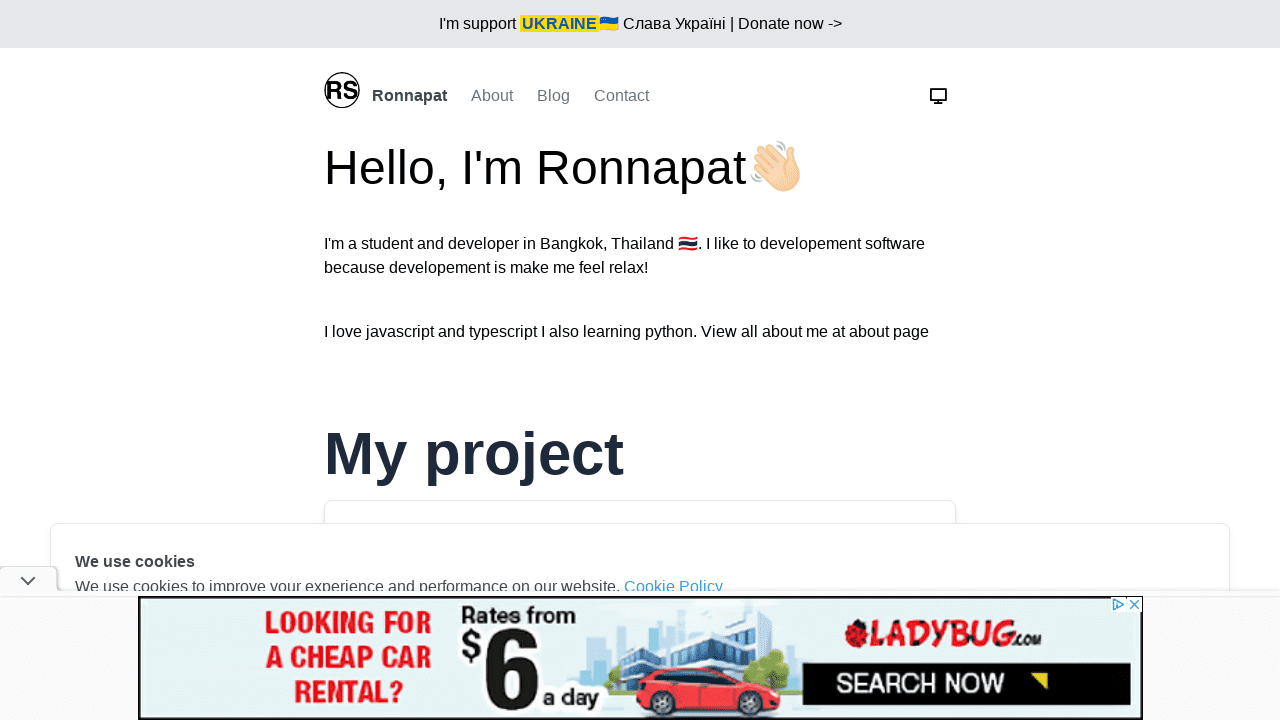 I'm support UKRAINE🇺🇦 Слава Україні | Donate now ->
RS Ronnapat About Blog Contact
Hello, I'm Ronnapat👋🏻
I'm a student and developer in Bangkok, Thailand 🇹🇭. I like to developement software
because developement is make me feel relax!
I love javascript and typescript I also learning python. View all about me at about page
My project
We use cookies
We use cookies to improve your experience and performance on our website. Cookie Policy
LOOKING FOR
A CHEAP CAR
RENTAL?
Rates from
$6
a day
LADYBUG.com
SEARCH NOW